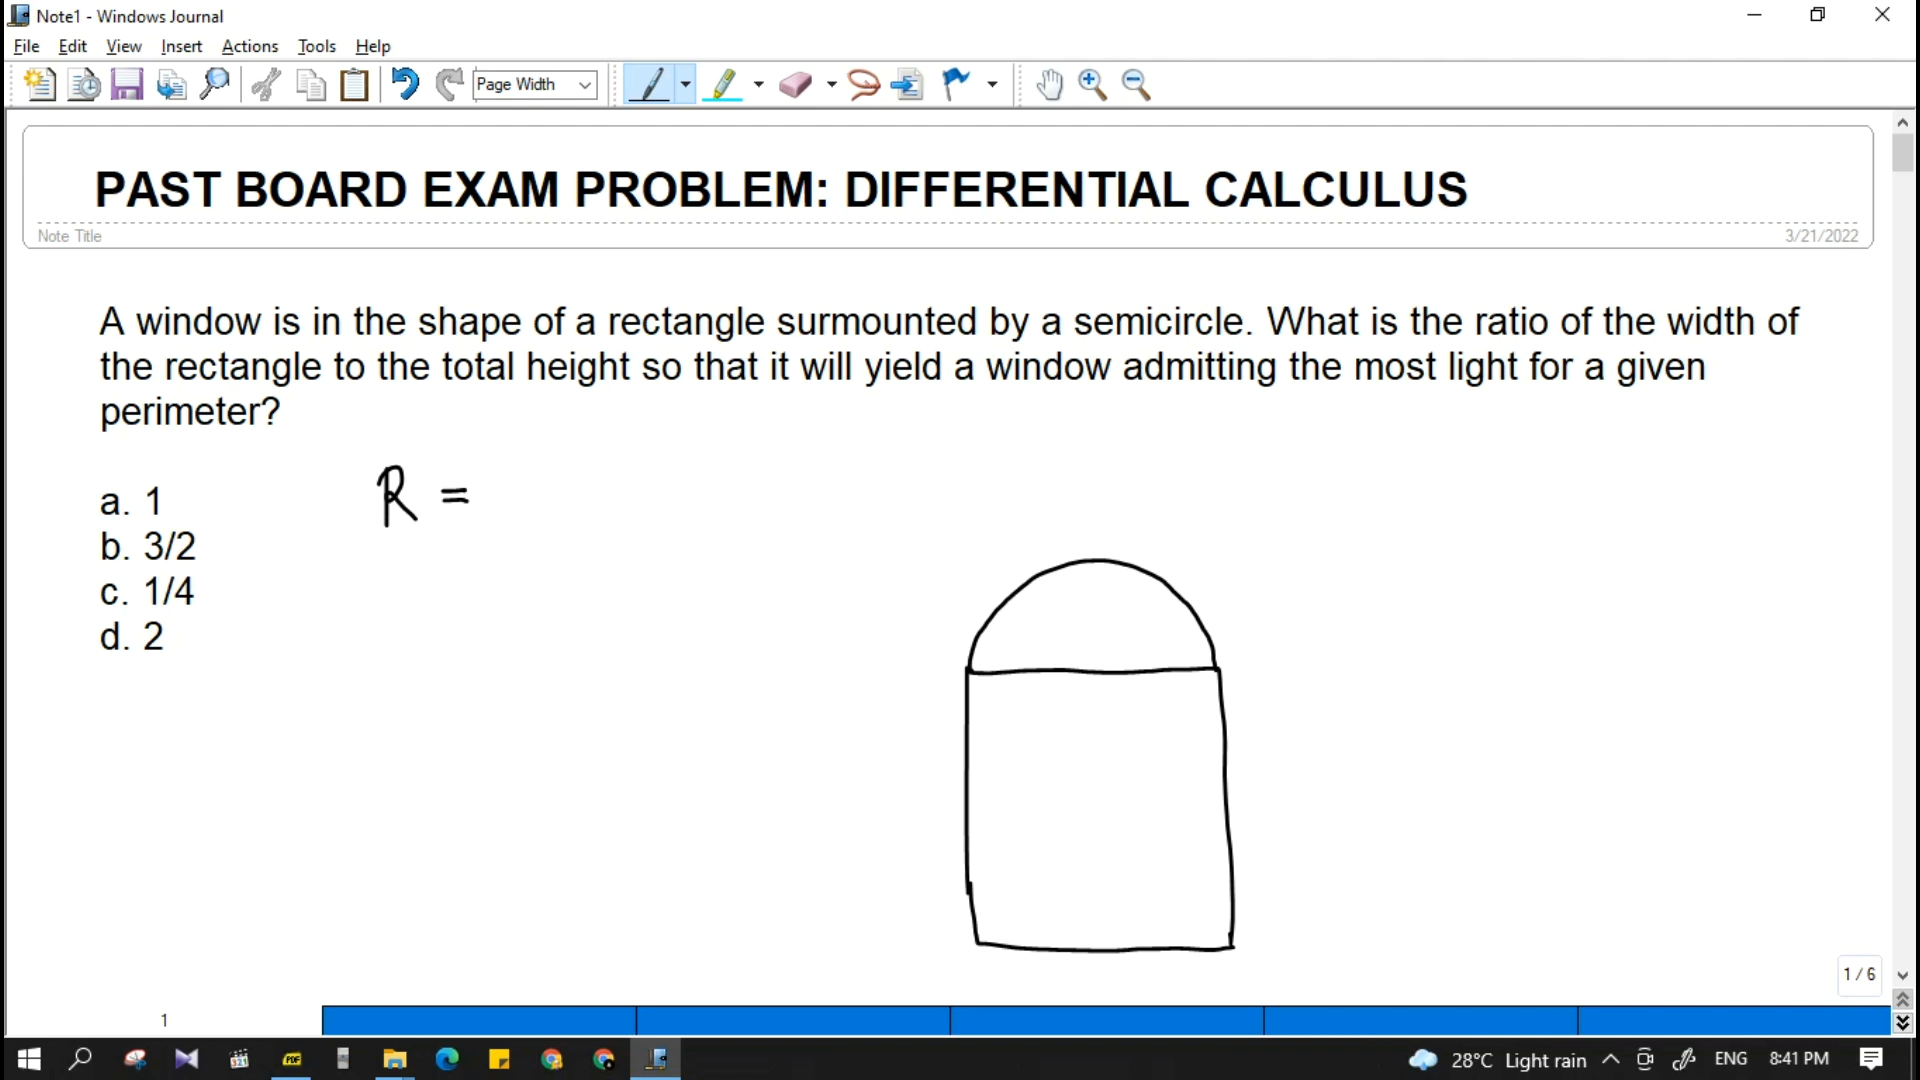 Note1 - Windows Journal
File Edit View Insert Actions Tools Help
Page Width
PAST BOARD EXAM PROBLEM: DIFFERENTIAL CALCULUS
Note Title
3/21/2022
A window is in the shape of a rectangle surmounted by a semicircle. What is the ratio of the width of
the rectangle to the total height so that it will yield a window admitting the most light for a given
perimeter?
a. 1
R =
b. 3/2
c. 1/4
d. 2
1 / 6
1
PDF
28°C Light rain
ENG
8:41 PM